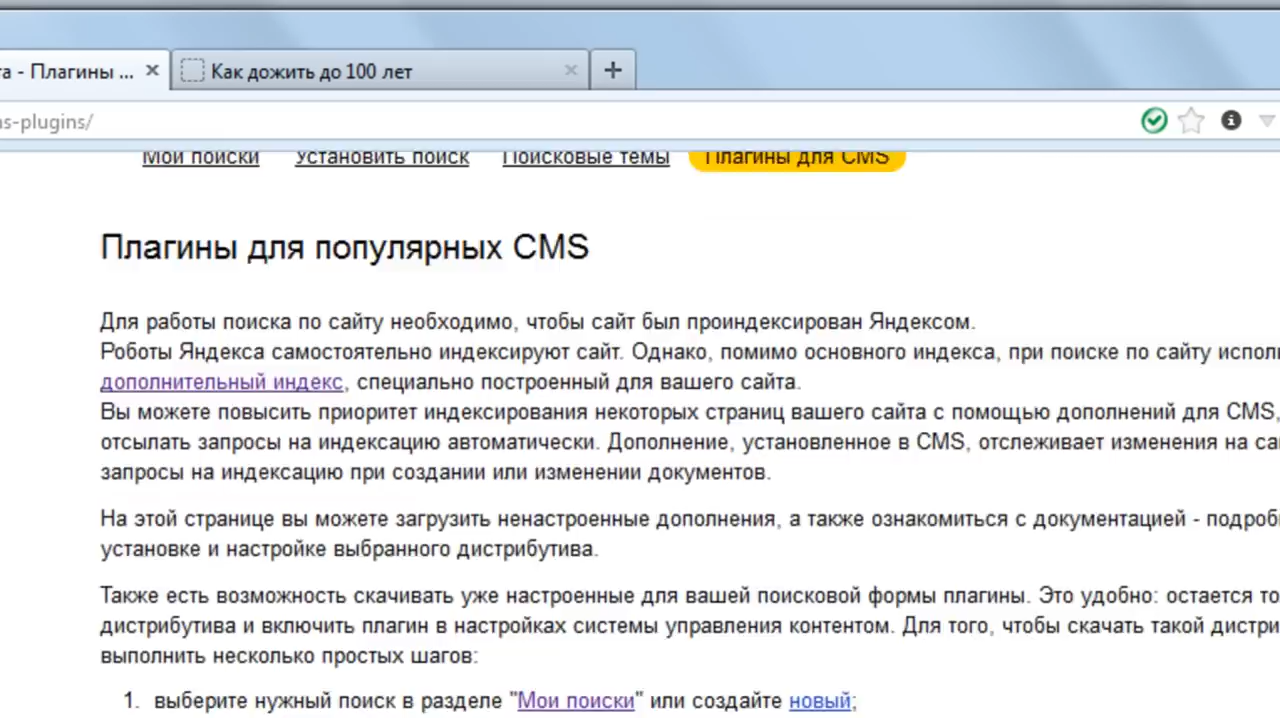 та - Плагины ...
Как дожить до 100 лет
ms-plugins/
Мои поиски Установить поиск Поисковые темы Плагины для CMS
Плагины для популярных CMS
Для работы поиска по сайту необходимо, чтобы сайт был проиндексирован Яндексом.
Роботы Яндекса самостоятельно индексируют сайт. Однако, помимо основного индекса, при поиске по сайту
дополнительный индекс, специально построенный для вашего сайта.
Вы можете повысить приоритет индексирования некоторых страниц вашего сайта с помощью дополнений для CMS,
отсылать запросы на индексацию автоматически. Дополнение, установленное в CMS, отслеживает изменения на
запросы на индексацию при создании или изменении документов.
На этой странице вы можете загрузить ненастроенные дополнения, а также ознакомиться с документацией -
установке и настройке выбранного дистрибутива.
Также есть возможность скачивать уже настроенные для вашей поисковой формы плагины. Это удобно: остается
дистрибутива и включить плагин в настройках системы управления контентом. Для того, чтобы скачать такой
выполнить несколько простых шагов:
1. выберите нужный поиск в разделе "Мои поиски" или создайте новый;